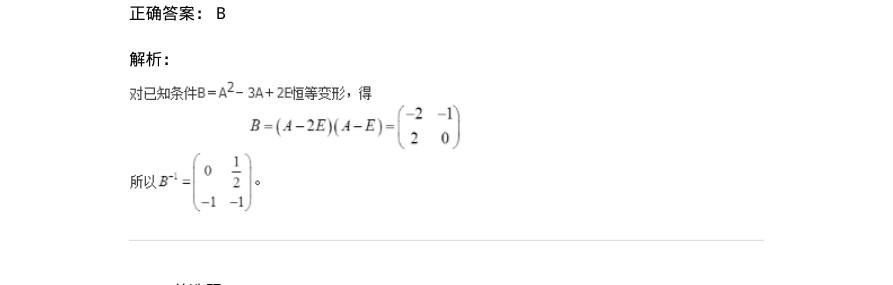 正确答案： B
解析：
对已知条件B=A²－3A+2E恒等变形，得
B=(A−2E)(A−E)=(−2 −1
2 0)
所以B⁻¹=(0 1/2
−1 −1)。